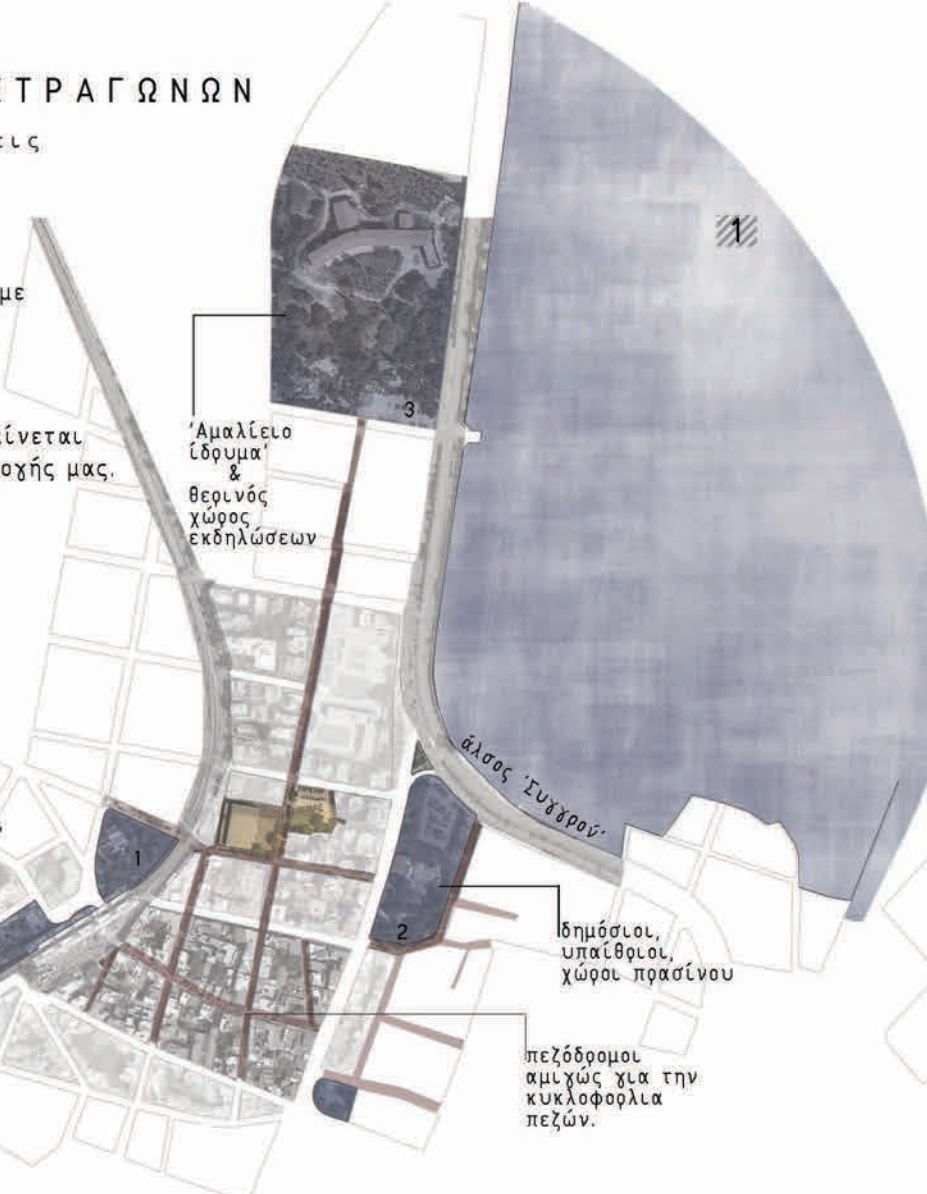 ΤΡΑΓΩΝΩΝ
εις
με
ίνεται
ογής μας.
1
3
'Αμαλίειο
ίδρυμα'
&
θερινός
χώρος
εκδηλώσεων
άλσος 'Συγγρού'
1
2
δημόσιοι,
υπαίθριοι,
χώροι πρασίνου
πεζόδρομοι
αμιγώς για την
κυκλοφορλια
πεζών.